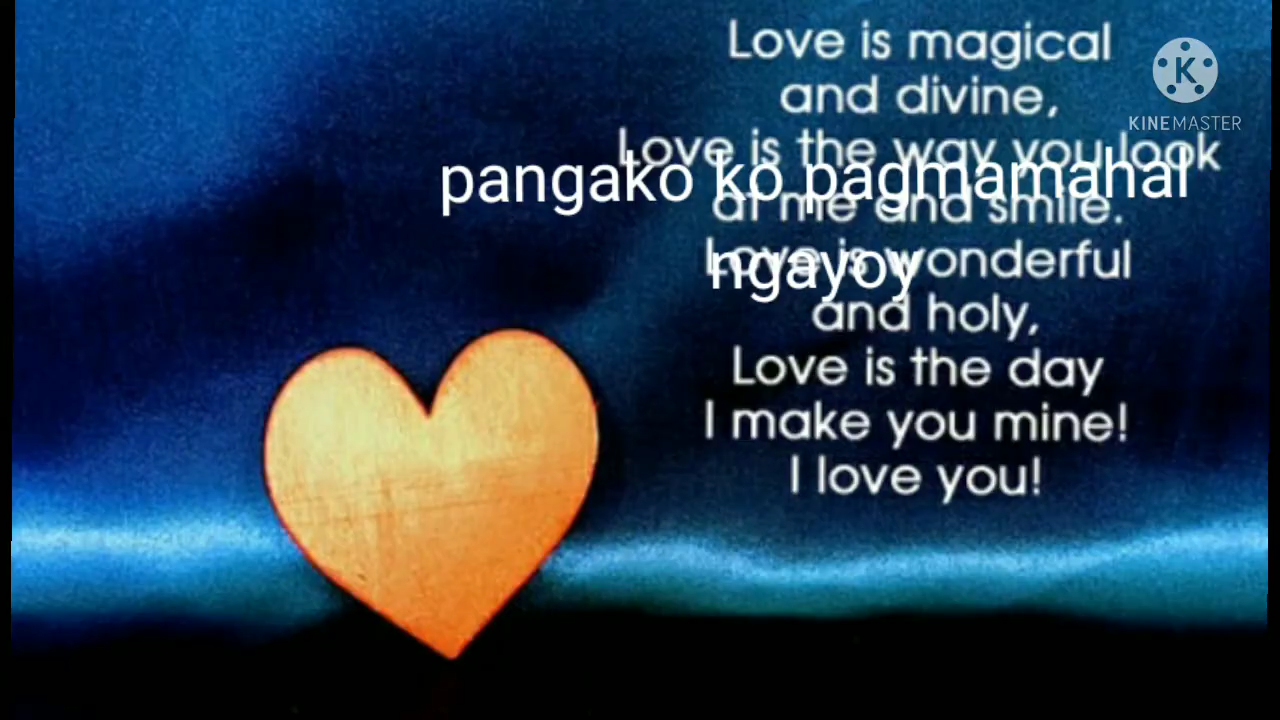 Love is magical
and divine,
Love is the way you look
at me and smile.
Love is wonderful
and holy,
Love is the day
I make you mine!
I love you!
pangako ko pagmamahal
ngayoy
KINEMASTER